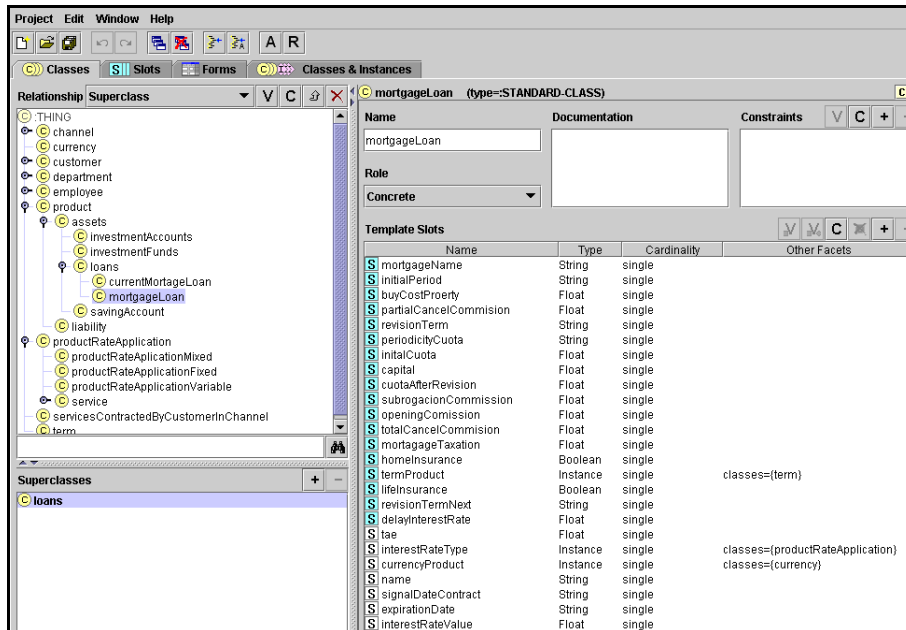 Project Edit Window Help
A R
C Classes S Slots Forms C Classes & Instances
Relationship Superclass V C
C :THING
C channel
C currency
C customer
C department
C employee
C product
C assets
C investmentAccounts
C investmentFunds
C loans
C currentMortageLoan
C mortgageLoan
C savingAccount
C liability
C productRateApplication
C productRateAplicationMixed
C productRateApplicationFixed
C productRateApplicationVariable
C service
C servicesContractedByCustomerInChannel
C term
Superclasses + -
C loans
C mortgageLoan (type=:STANDARD-CLASS) C
Name Documentation Constraints V C + -
mortgageLoan
Role
Concrete
Template Slots V V C + -
Name Type Cardinality Other Facets
S mortgageName String single
S initialPeriod String single
S buyCostProerty Float single
S partialCancelCommision Float single
S revisionTerm String single
S periodicityCuota String single
S initalCuota Float single
S capital Float single
S cuotaAfterRevision Float single
S subrogacionCommission Float single
S openingComission Float single
S totalCancelCommision Float single
S mortagageTaxation Float single
S homeInsurance Boolean single
S termProduct Instance single classes={term}
S lifeInsurance Boolean single
S revisionTermNext String single
S delayInterestRate Float single
S tae Float single
S interestRateType Instance single classes={productRateApplication}
S currencyProduct Instance single classes={currency}
S name String single
S signalDateContract String single
S expirationDate String single
S interestRateValue Float single